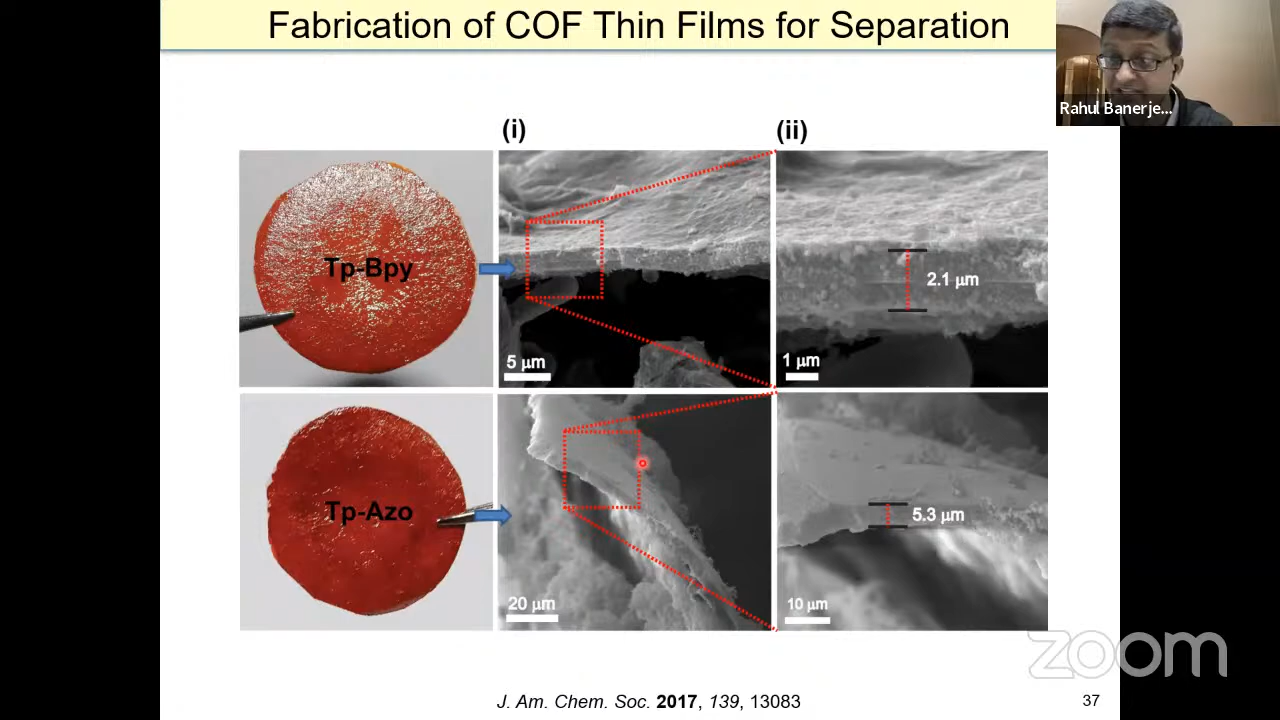 Fabrication of COF Thin Films for Separation
Rahul Banerje...
(i)
(ii)
Tp-Bpy
5 μm
2.1 μm
1 μm
Tp-Azo
20 μm
5.3 μm
10 μm
zoom
J. Am. Chem. Soc. 2017, 139, 13083
37